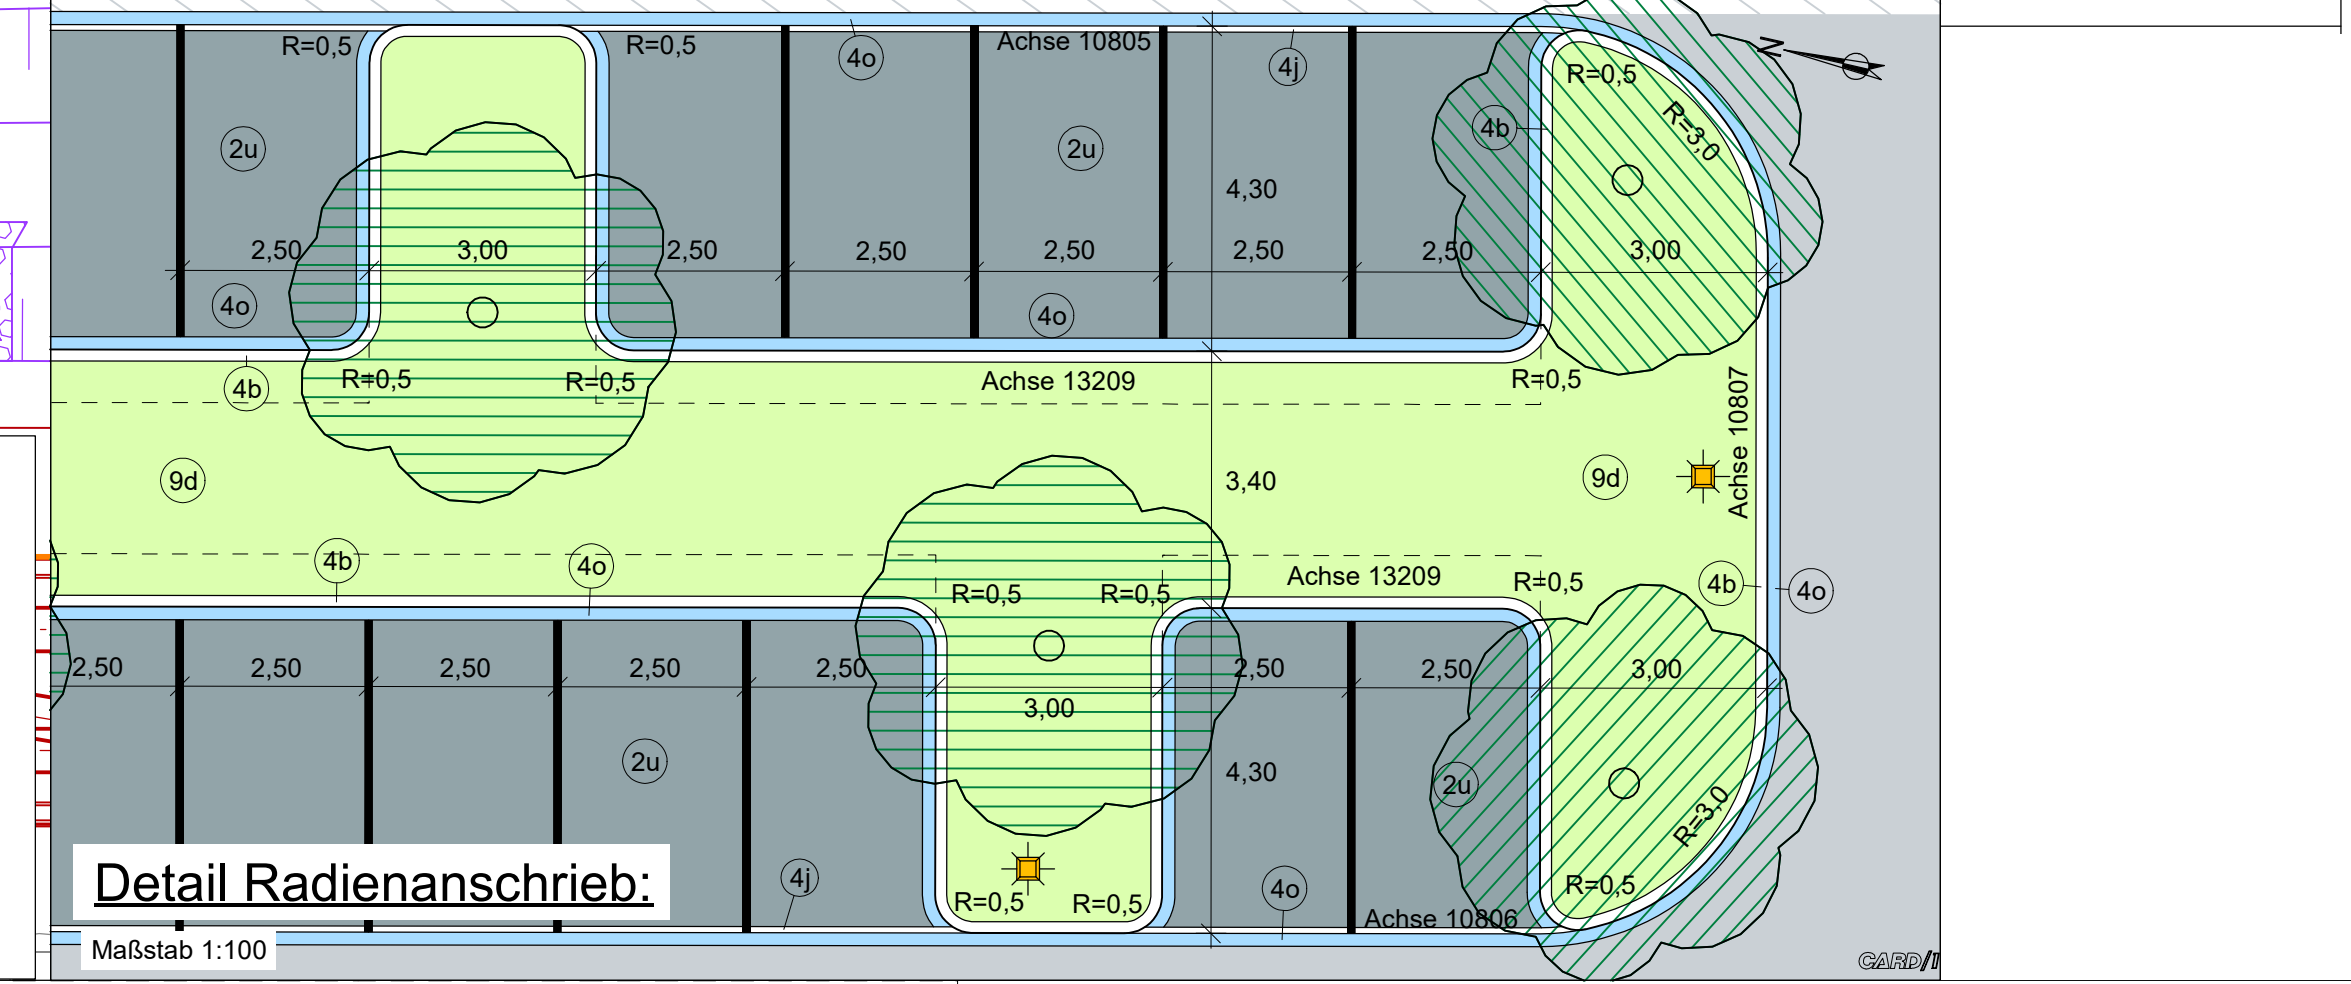 R=0,5
R=0,5
4o
Achse 10805
4j
N
R=0,5
R=3,0
4b
2u
2u
4,30
2,50
3,00
2,50
2,50
2,50
2,50
2,50
3,00
4o
4o
4b
R=0,5
R=0,5
Achse 13209
R=0,5
Achse 10807
9d
3,40
9d
4b
4o
R=0,5
R=0,5
Achse 13209
R=0,5
4b
4o
2,50
2,50
2,50
2,50
2,50
3,00
2,50
2,50
3,00
2u
4,30
2u
R=3,0
Detail Radienanschrieb:
4j
R=0,5
R=0,5
4o
R=0,5
Achse 10806
Maßstab 1:100
CARD/1